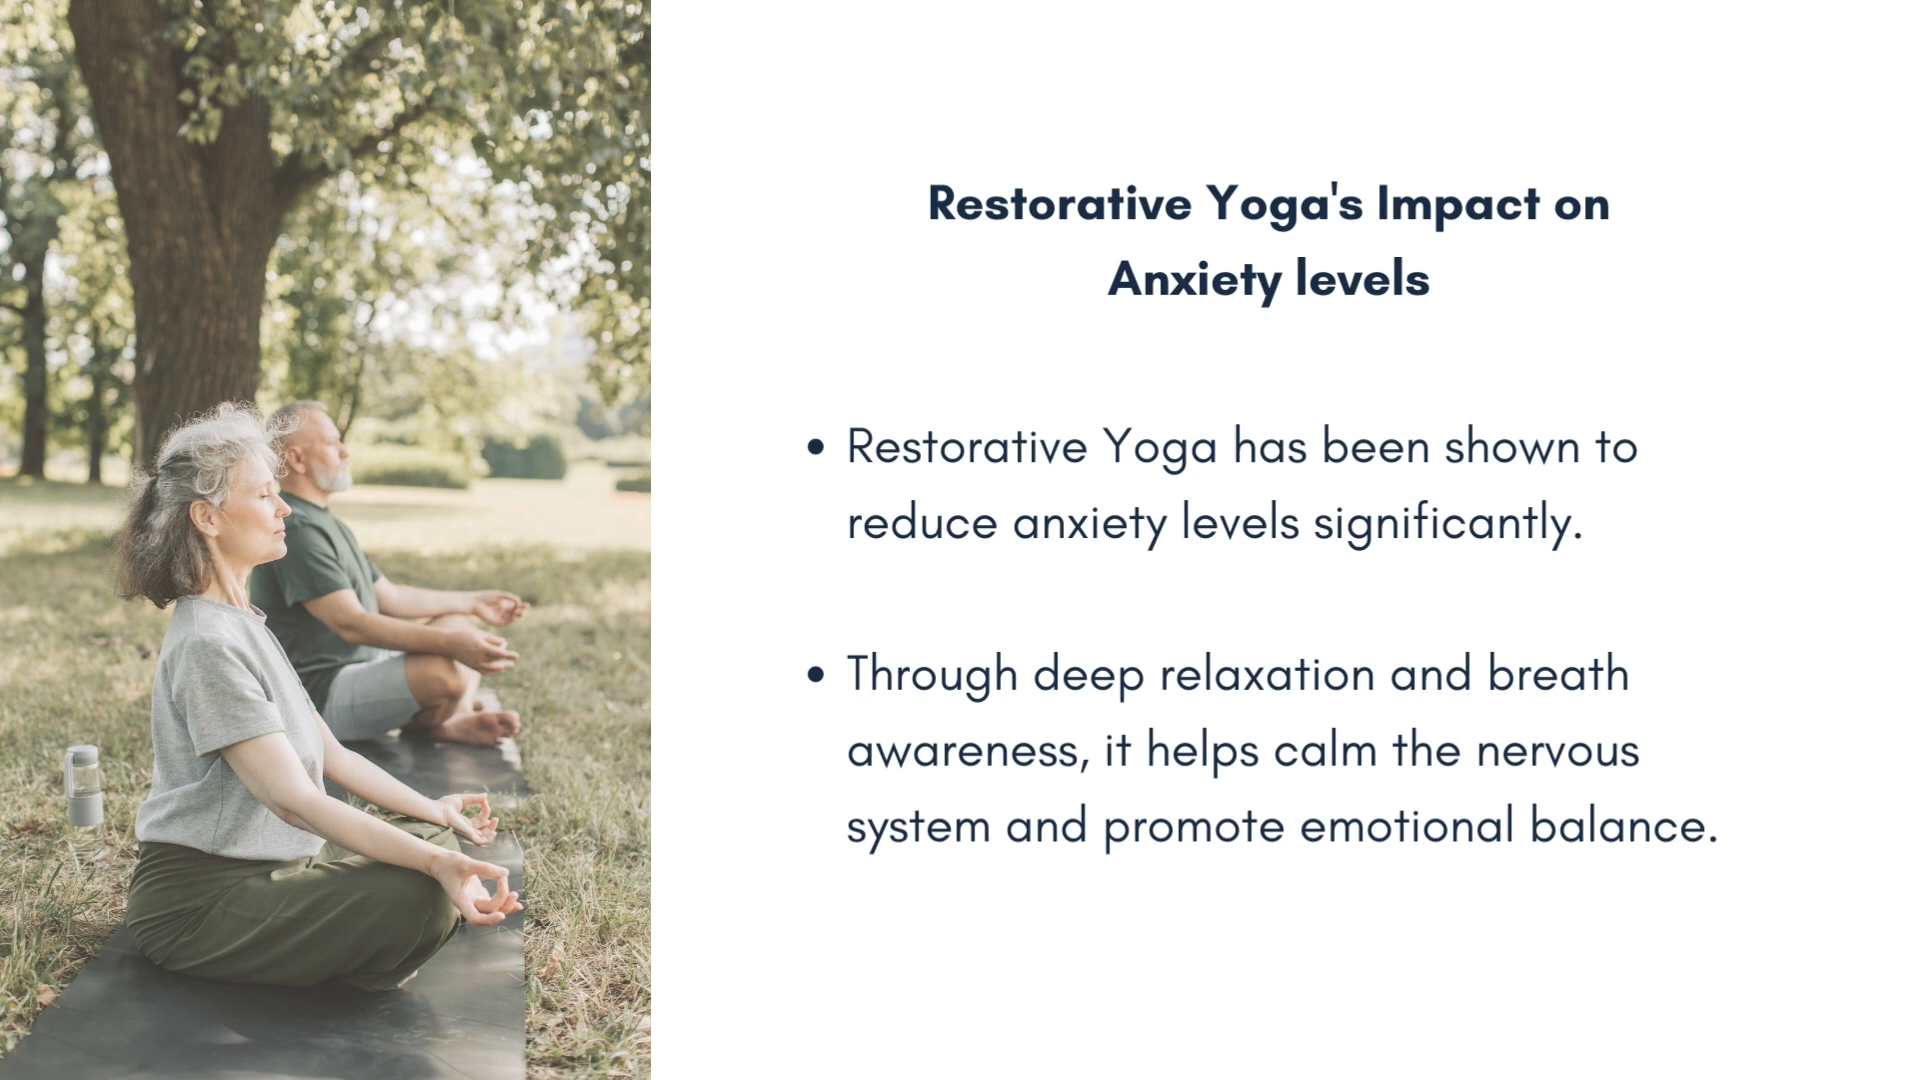 Restorative Yoga's Impact on
Anxiety levels
• Restorative Yoga has been shown to
reduce anxiety levels significantly.
• Through deep relaxation and breath
awareness, it helps calm the nervous
system and promote emotional balance.